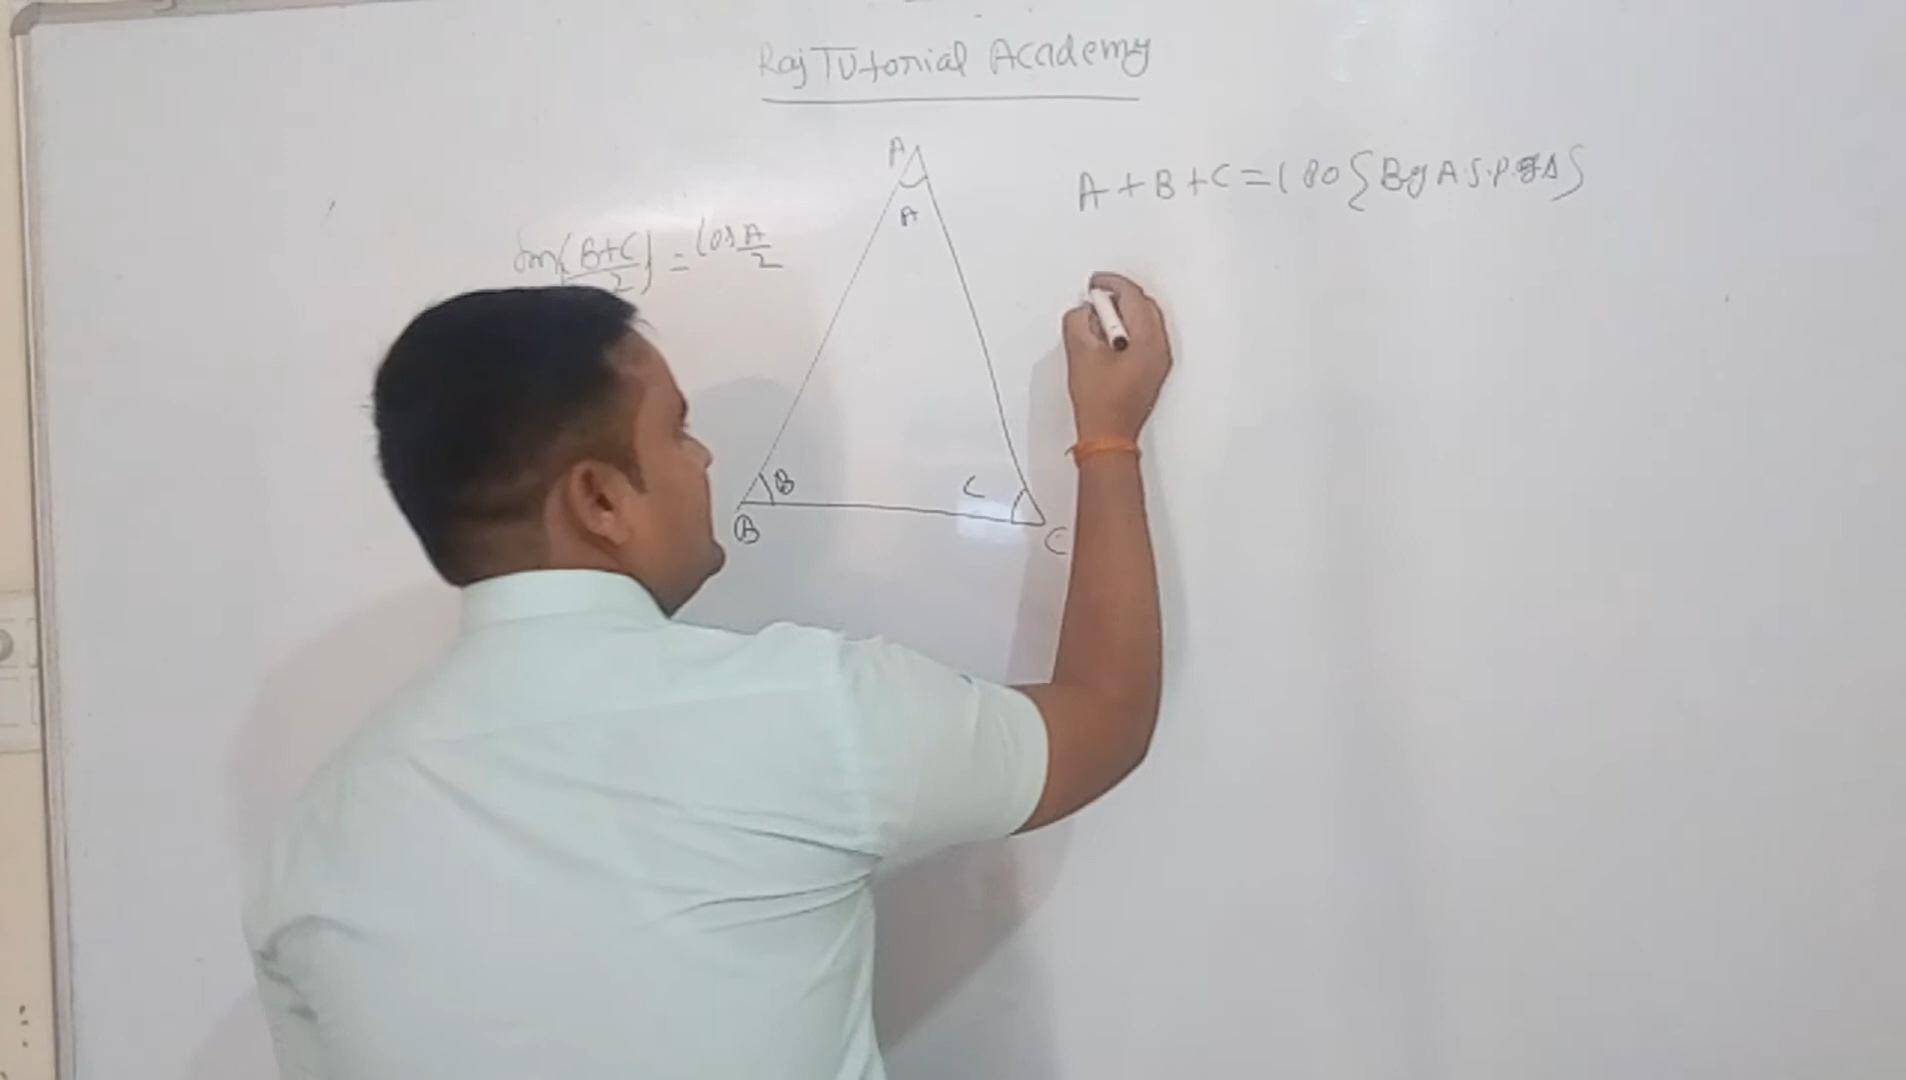 Raj Tutorial Academy
A
A
A+B+C=180{By A.S.P. of Δ}
Sin(B+C/2) = Cos A/2
B
C
B
C